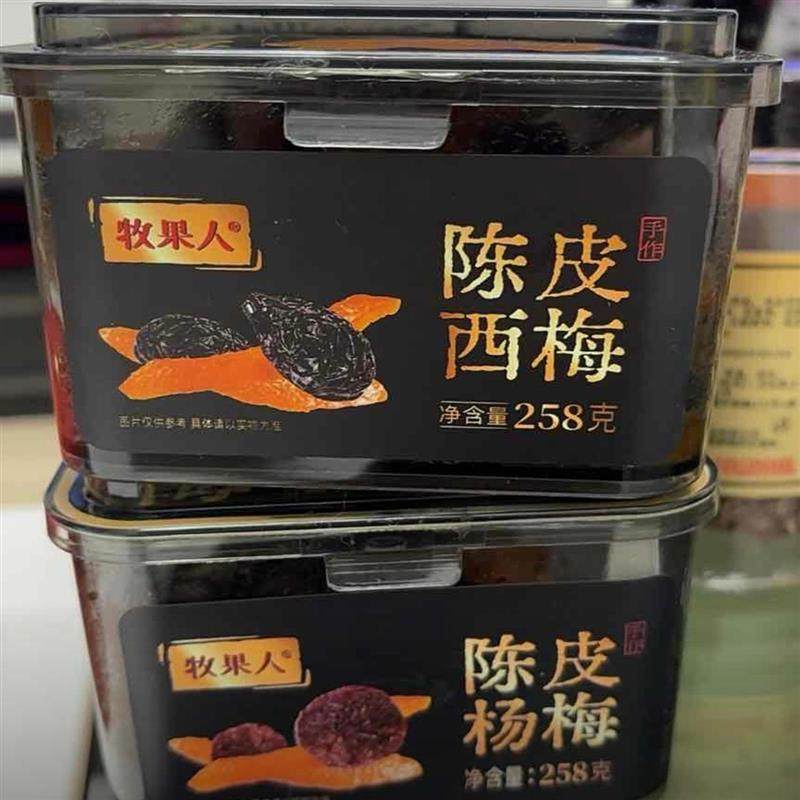 牧果人
陈皮
手作
西梅
图片仅供参考 具体请以实物为准
净含量 258克
牧果人
陈皮
手作
杨梅
净含量:258克